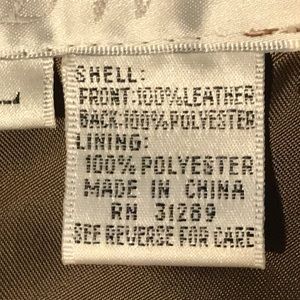 SHELL:
FRONT:100%LEATHER
BACK:100%POLYESTER
LINING:
100% POLYESTER
MADE IN CHINA
RN 31289
SEE REVERSE FOR CARE